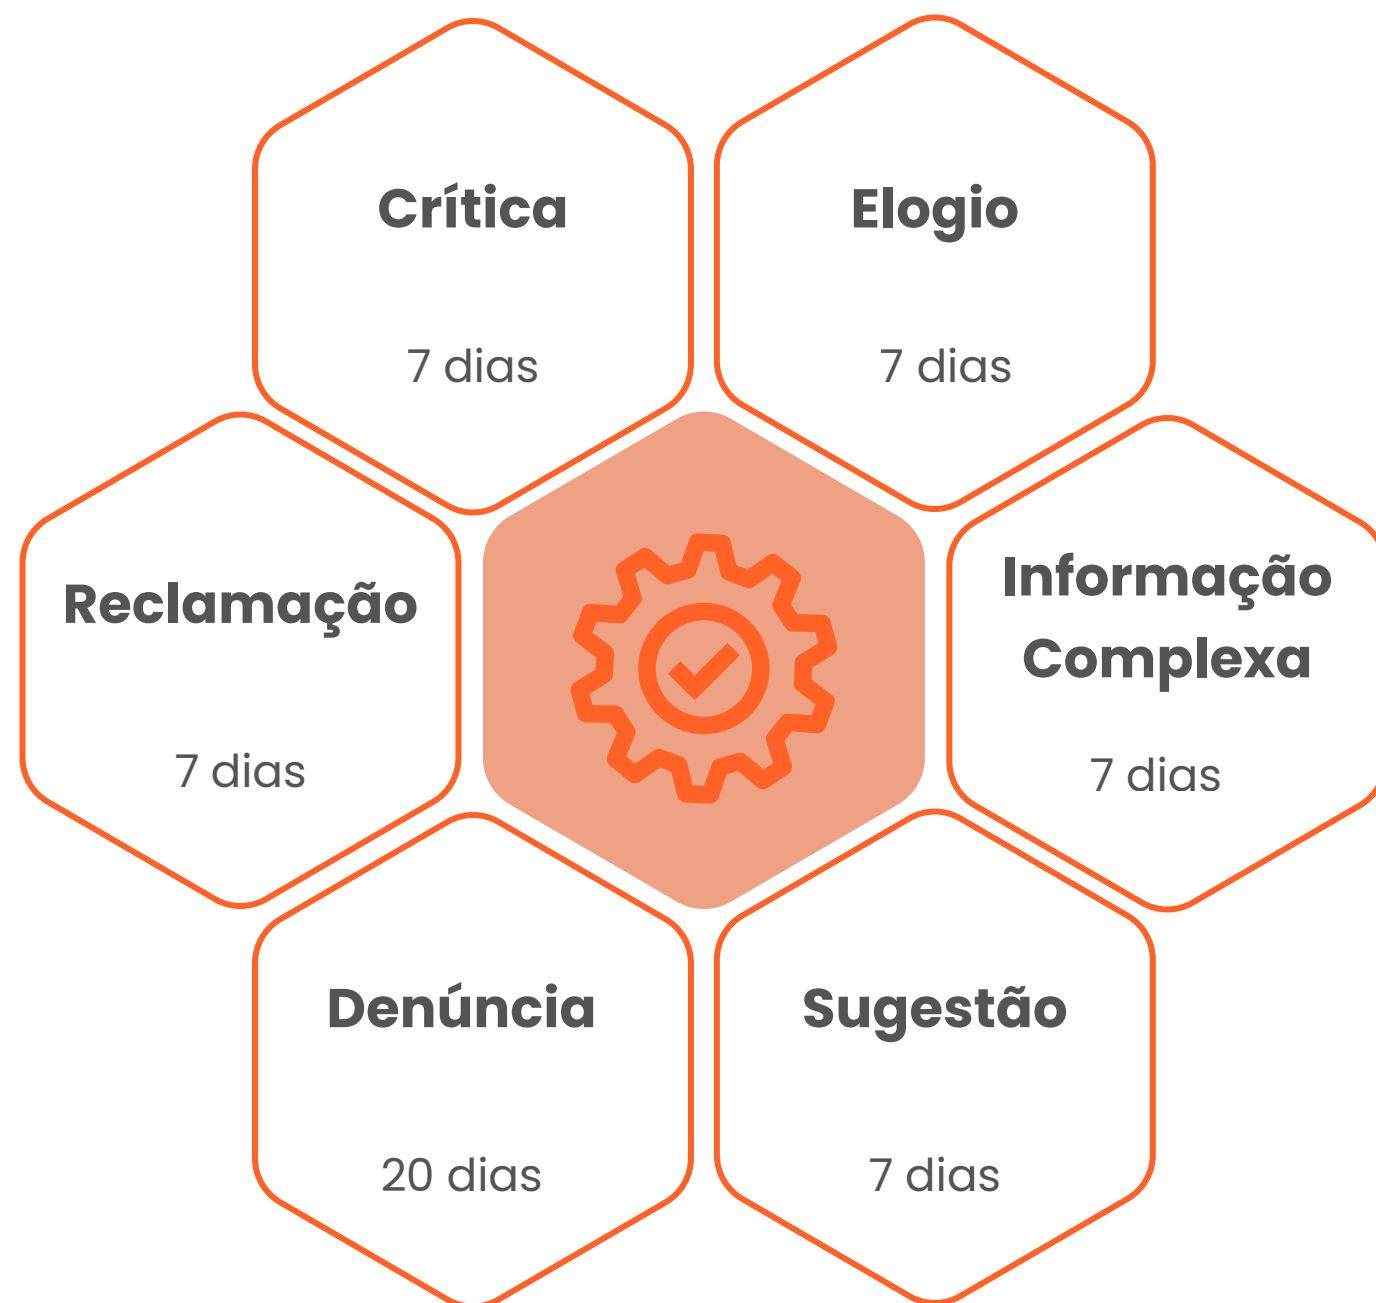 Crítica
7 dias
Elogio
7 dias
Reclamação
7 dias
Informação
Complexa
7 dias
Denúncia
20 dias
Sugestão
7 dias